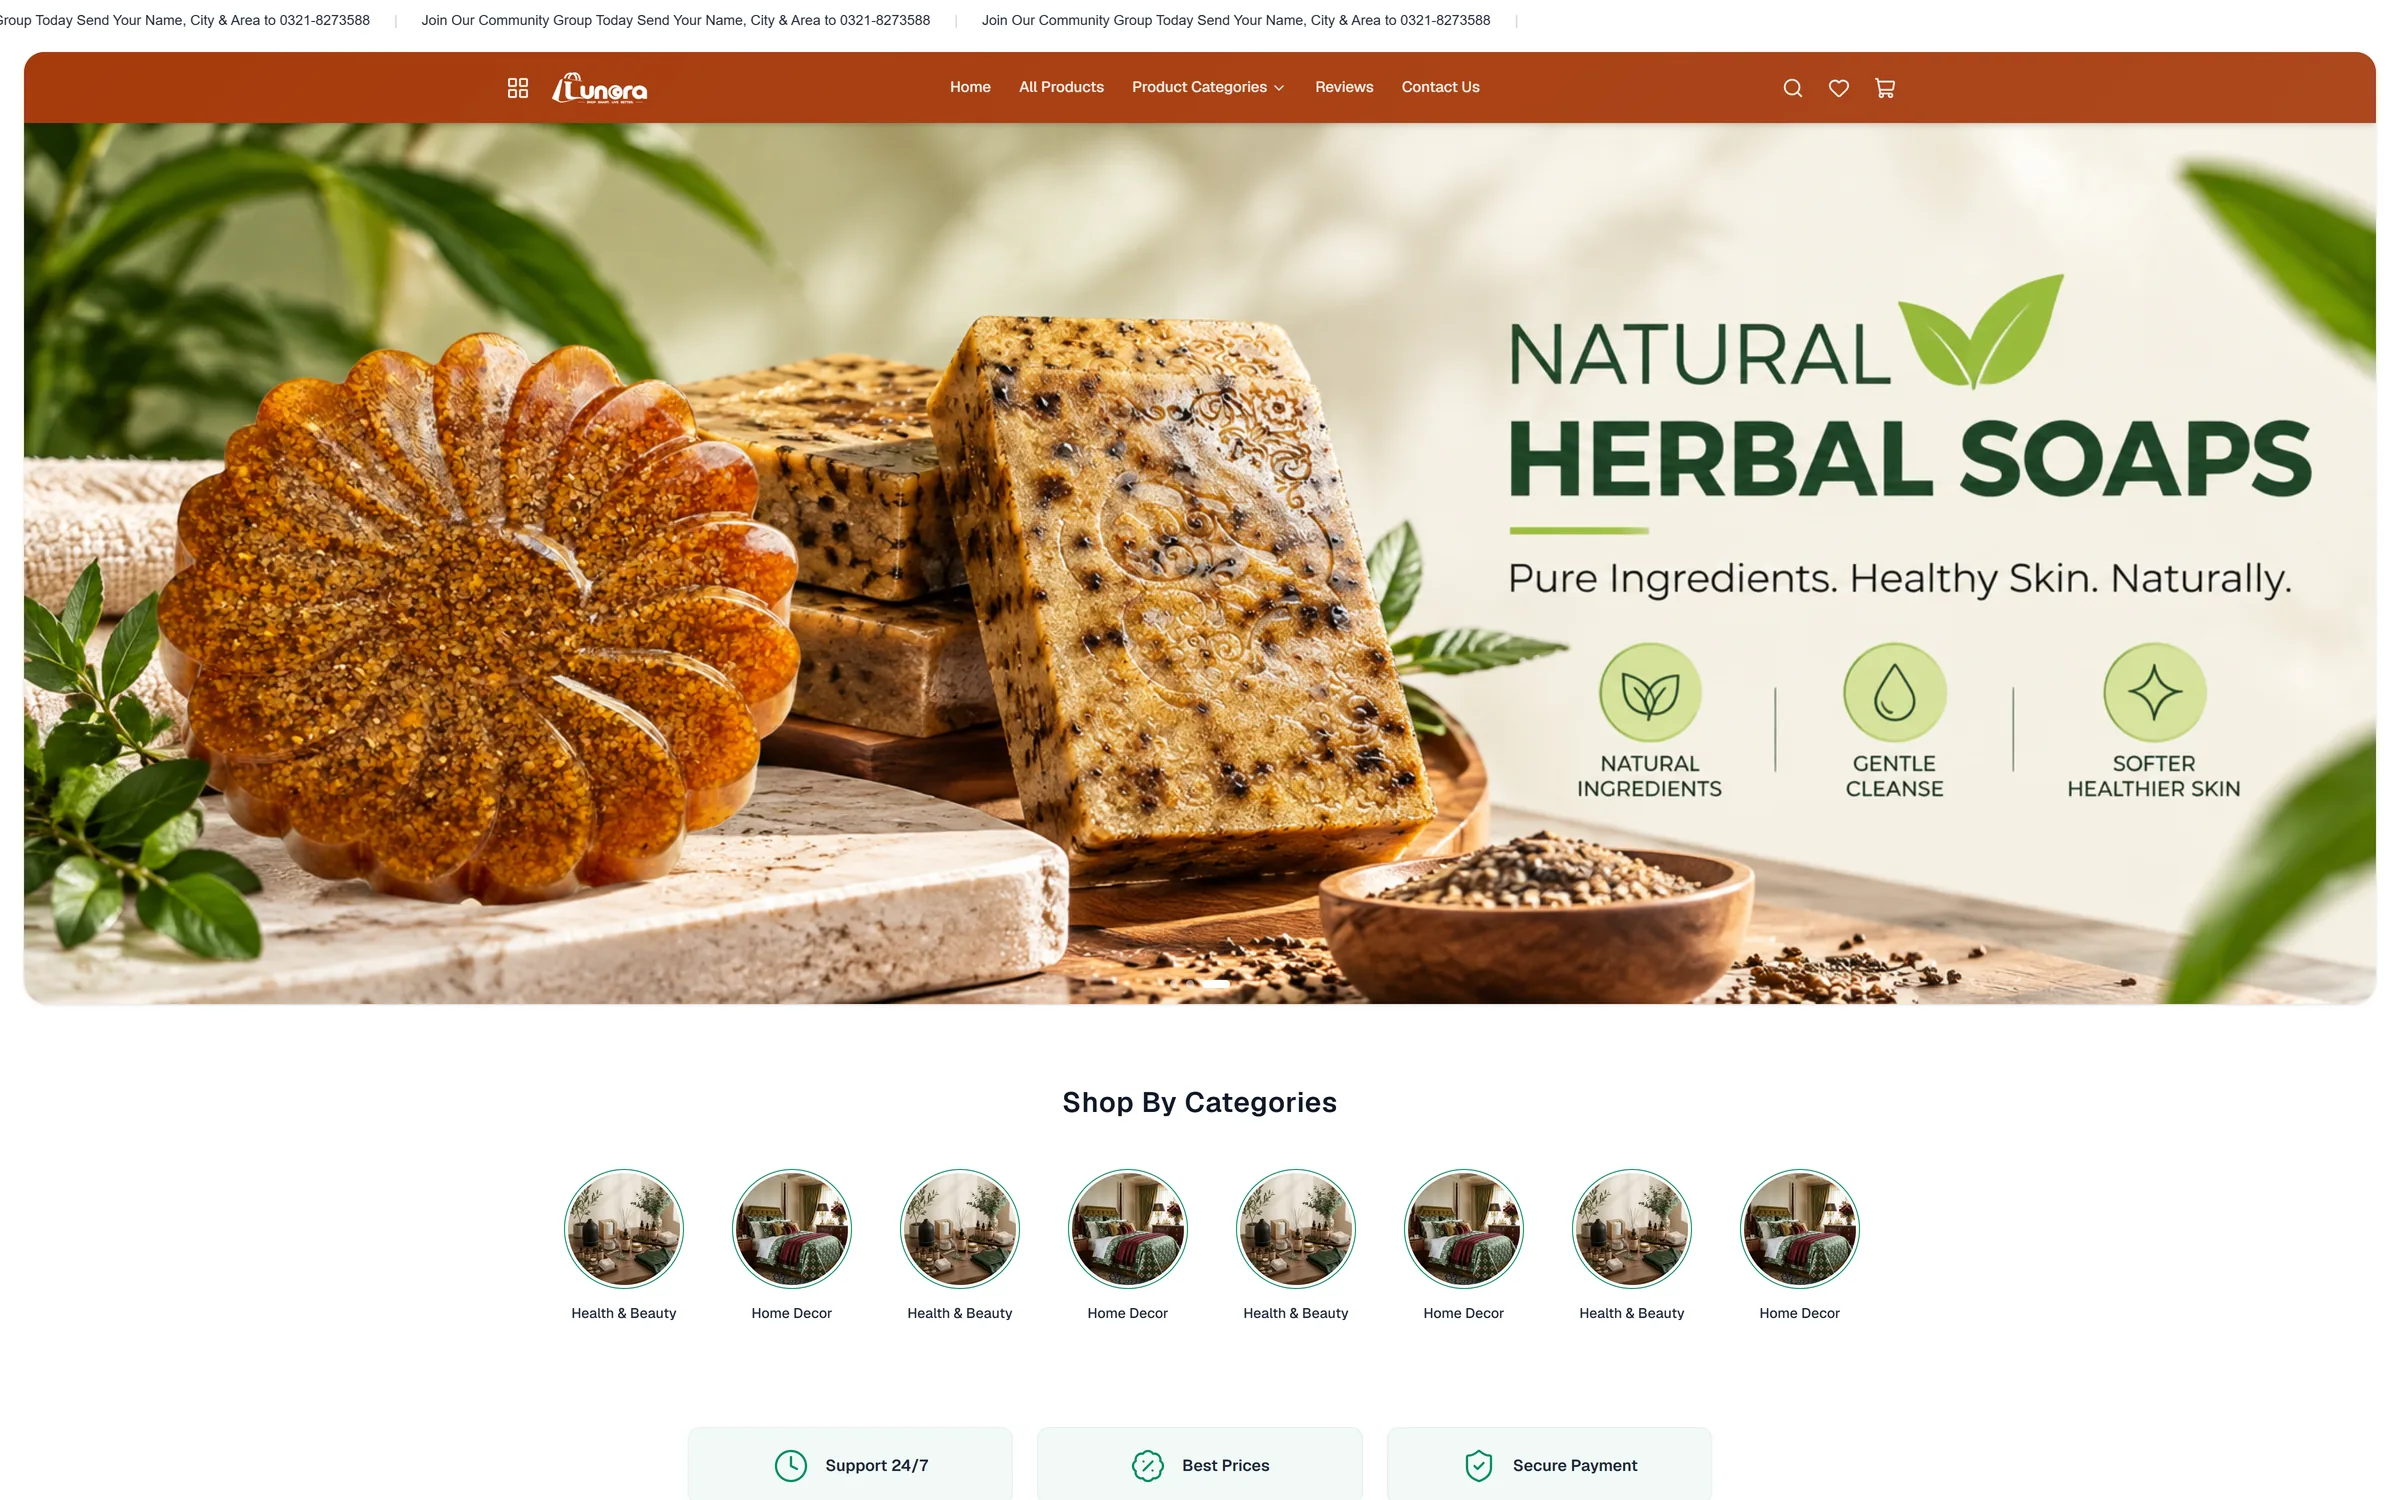 Group Today Send Your Name, City & Area to 0321-8273588 | Join Our Community Group Today Send Your Name, City & Area to 0321-8273588 | Join Our Community Group Today Send Your Name, City & Area to 0321-8273588 |
Lunora
Home All Products Product Categories Reviews Contact Us
NATURAL
HERBAL SOAPS
Pure Ingredients. Healthy Skin. Naturally.
NATURAL INGREDIENTS
GENTLE CLEANSE
SOFTER HEALTHIER SKIN
Shop By Categories
Health & Beauty
Home Decor
Health & Beauty
Home Decor
Health & Beauty
Home Decor
Health & Beauty
Home Decor
Support 24/7
Best Prices
Secure Payment